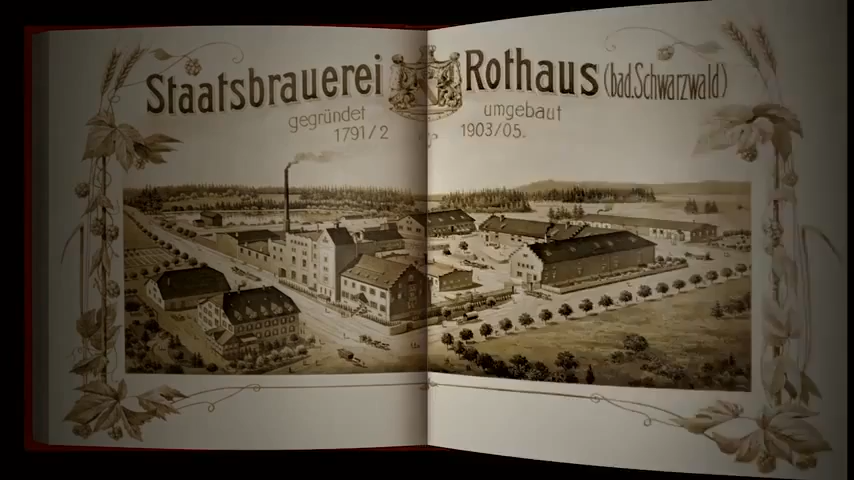 Staatsbrauerei Rothaus (bad. Schwarzwald)
gegründet umgebaut
1791/2 1903/05.